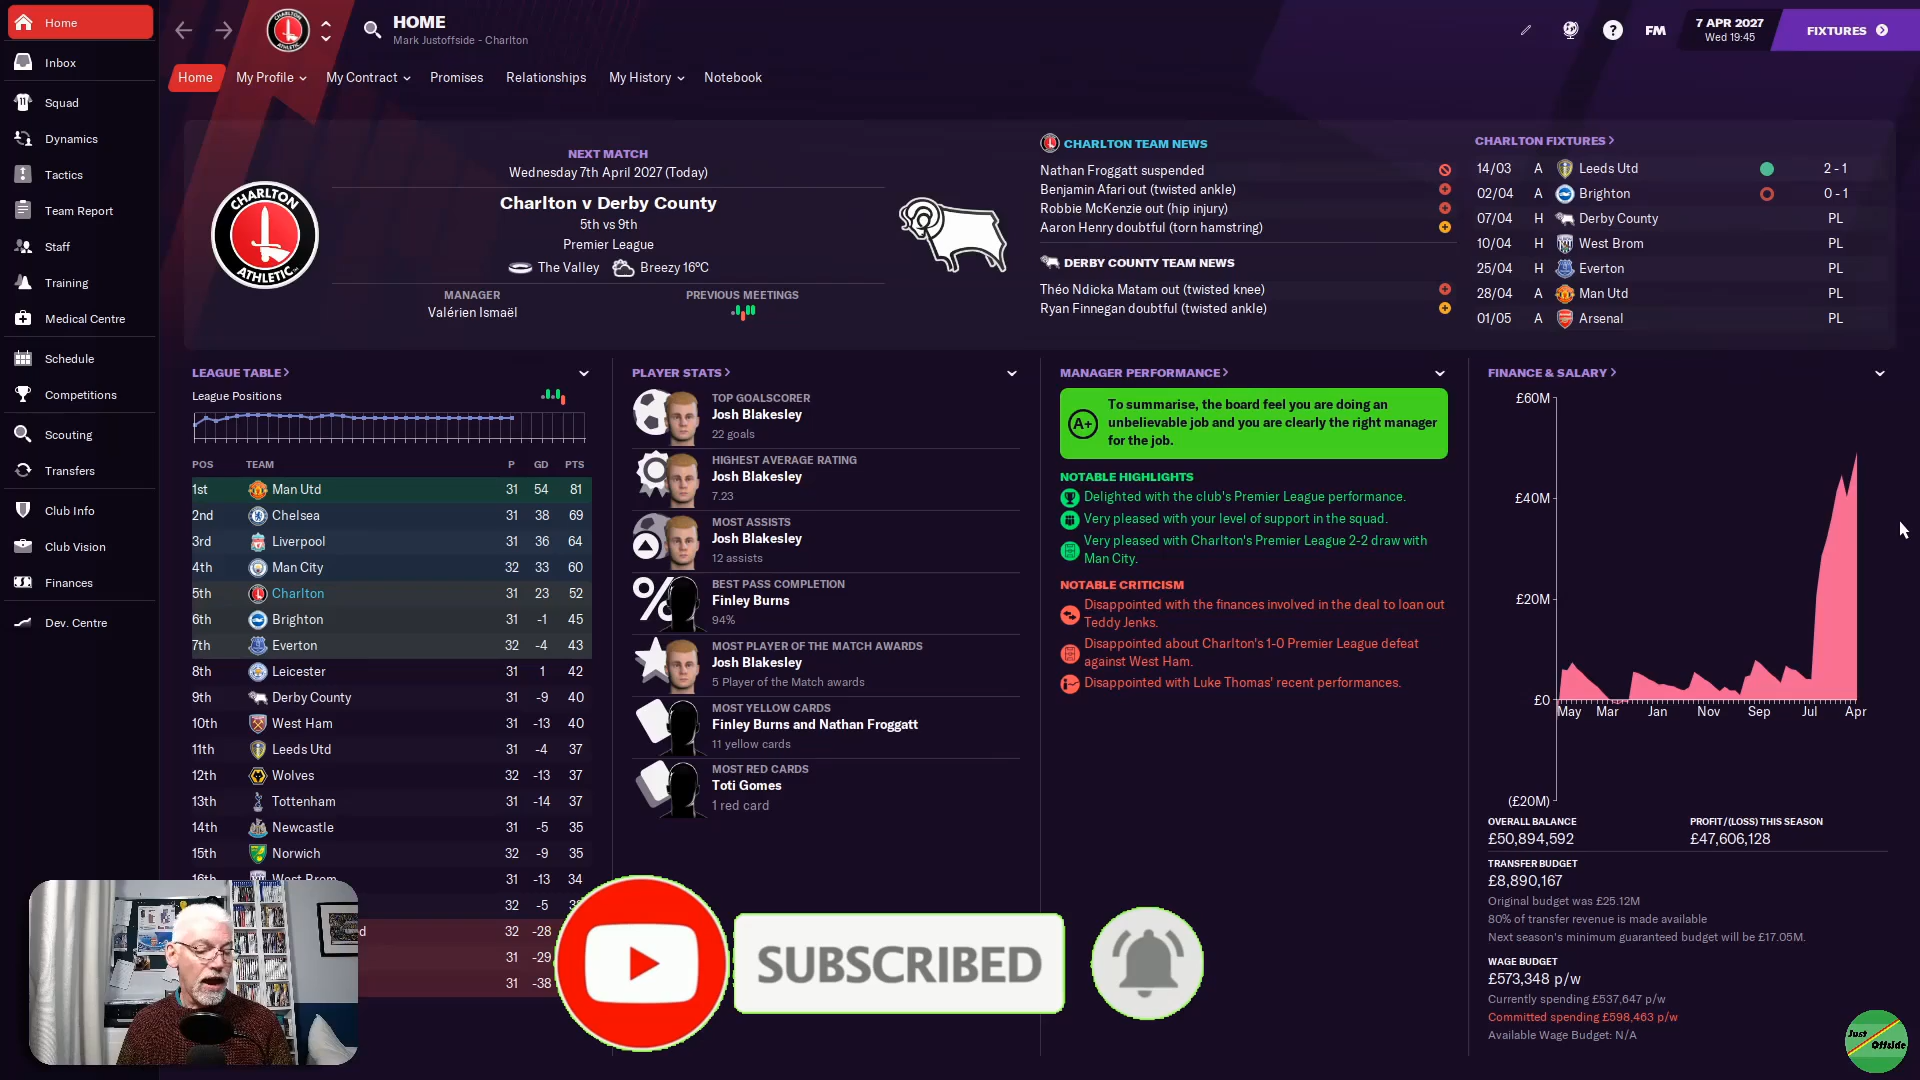 Home
Inbox
Squad
Dynamics
Tactics
Team Report
Staff
Training
Medical Centre
Schedule
Competitions
Scouting
Transfers
Club Info
Club Vision
Finances
Dev. Centre
HOME
Mark Justoffside - Charlton
FM
7 APR 2027
Wed 19:45
FIXTURES
Home My Profile My Contract Promises Relationships My History Notebook
CHARLTON
ATHLETIC
NEXT MATCH
Wednesday 7th April 2027 (Today)
Charlton v Derby County
5th vs 9th
Premier League
The Valley Breezy 16ºC
MANAGER
Valérien Ismaël
PREVIOUS MEETINGS
CHARLTON TEAM NEWS
Nathan Froggatt suspended
Benjamin Afari out (twisted ankle)
Robbie McKenzie out (hip injury)
Aaron Henry doubtful (torn hamstring)
DERBY COUNTY TEAM NEWS
Théo Ndicka Matam out (twisted knee)
Ryan Finnegan doubtful (twisted ankle)
CHARLTON FIXTURES
14/03 A Leeds Utd 2 - 1
02/04 A Brighton 0 - 1
07/04 H Derby County PL
10/04 H West Brom PL
25/04 H Everton PL
28/04 A Man Utd PL
01/05 A Arsenal PL
LEAGUE TABLE
League Positions
POS TEAM P GD PTS
1st Man Utd 31 54 81
2nd Chelsea 31 38 69
3rd Liverpool 31 36 64
4th Man City 32 33 60
5th Charlton 31 23 52
6th Brighton 31 -1 45
7th Everton 32 -4 43
8th Leicester 31 1 42
9th Derby County 31 -9 40
10th West Ham 31 -13 40
11th Leeds Utd 31 -4 37
12th Wolves 32 -13 37
13th Tottenham 31 -14 37
14th Newcastle 31 -5 35
15th Norwich 32 -9 35
16th West Brom 31 -13 34
32 -5
d 32 -28
31 -29
31 -38
PLAYER STATS
TOP GOALSCORER
Josh Blakesley
22 goals
HIGHEST AVERAGE RATING
Josh Blakesley
7.23
MOST ASSISTS
Josh Blakesley
12 assists
BEST PASS COMPLETION
Finley Burns
94%
MOST PLAYER OF THE MATCH AWARDS
Josh Blakesley
5 Player of the Match awards
MOST YELLOW CARDS
Finley Burns and Nathan Froggatt
11 yellow cards
MOST RED CARDS
Toti Gomes
1 red card
MANAGER PERFORMANCE
A+
To summarise, the board feel you are doing an
unbelievable job and you are clearly the right manager
for the job.
NOTABLE HIGHLIGHTS
Delighted with the club's Premier League performance.
Very pleased with your level of support in the squad.
Very pleased with Charlton's Premier League 2-2 draw with
Man City.
NOTABLE CRITICISM
Disappointed with the finances involved in the deal to loan out
Teddy Jenks.
Disappointed about Charlton's 1-0 Premier League defeat
against West Ham.
Disappointed with Luke Thomas' recent performances.
FINANCE & SALARY
£60M
£40M
£20M
£0
(£20M)
May Mar Jan Nov Sep Jul Apr
OVERALL BALANCE
£50,894,592
PROFIT/(LOSS) THIS SEASON
£47,606,128
TRANSFER BUDGET
£8,890,167
Original budget was £25.12M
80% of transfer revenue is made available
Next season's minimum guaranteed budget will be £17.05M.
WAGE BUDGET
£573,348 p/w
Currently spending £537,647 p/w
Committed spending £598,463 p/w
Available Wage Budget: N/A
SUBSCRIBED
Just
Offside